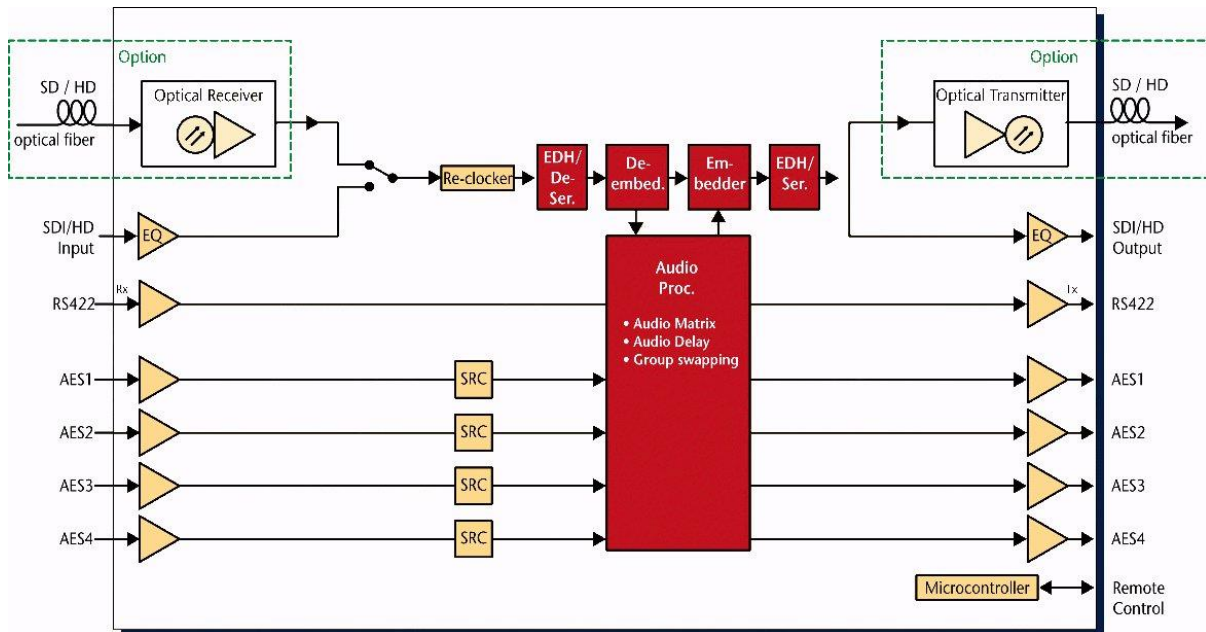 Option
SD / HD
optical fiber
Optical Receiver
Option
Optical Transmitter
SD / HD
optical fiber
Re-clocker
EDH/
De-
Ser.
De-
embed.
Em-
bedder
EDH/
Ser.
SDI/HD
Input
EQ
EQ
SDI/HD
Output
Audio
Proc.
• Audio Matrix
• Audio Delay
• Group swapping
RS422
Rx
Tx
RS422
AES1
SRC
AES1
AES2
SRC
AES2
AES3
SRC
AES3
AES4
SRC
AES4
Microcontroller
Remote
Control